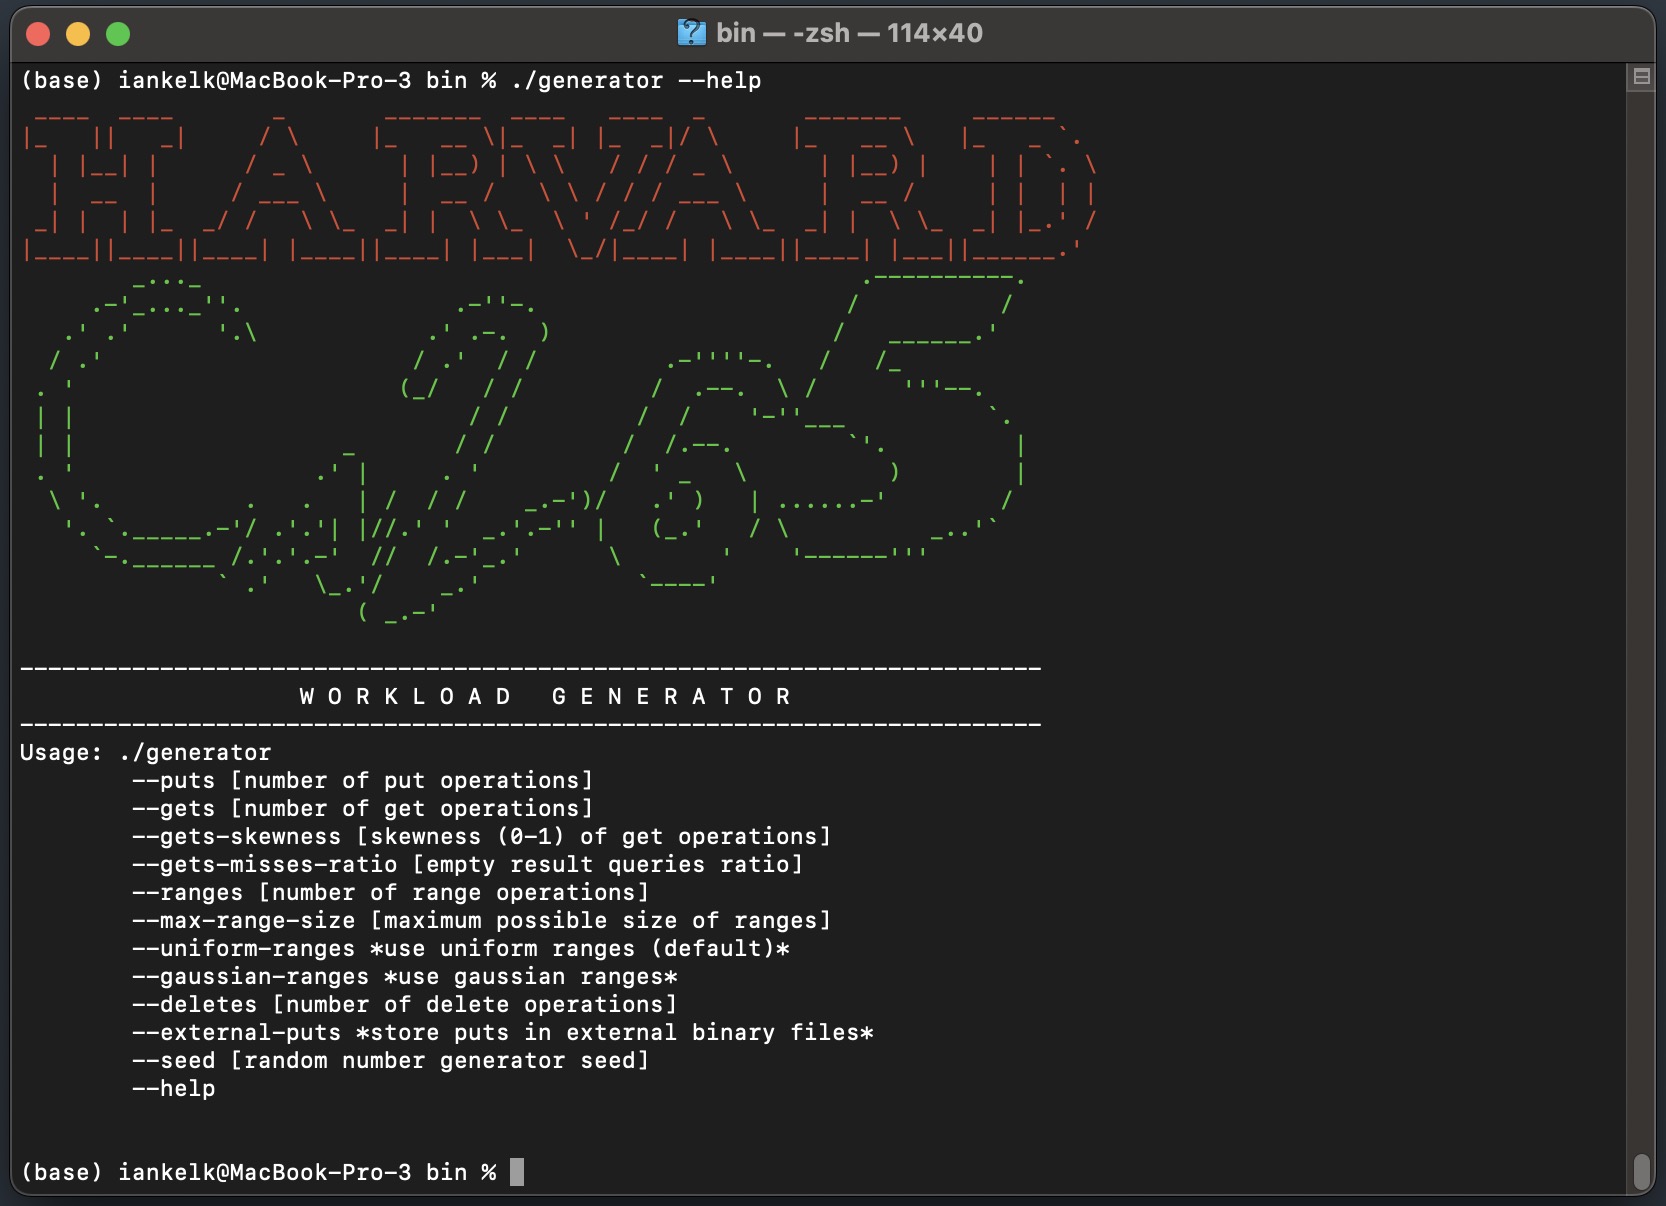 bin — -zsh — 114×40
(base) iankelk@MacBook-Pro-3 bin % ./generator --help
HARVARD
CS265
WORKLOAD GENERATOR
Usage: ./generator
--puts [number of put operations]
--gets [number of get operations]
--gets-skewness [skewness (0-1) of get operations]
--gets-misses-ratio [empty result queries ratio]
--ranges [number of range operations]
--max-range-size [maximum possible size of ranges]
--uniform-ranges *use uniform ranges (default)*
--gaussian-ranges *use gaussian ranges*
--deletes [number of delete operations]
--external-puts *store puts in external binary files*
--seed [random number generator seed]
--help
(base) iankelk@MacBook-Pro-3 bin %